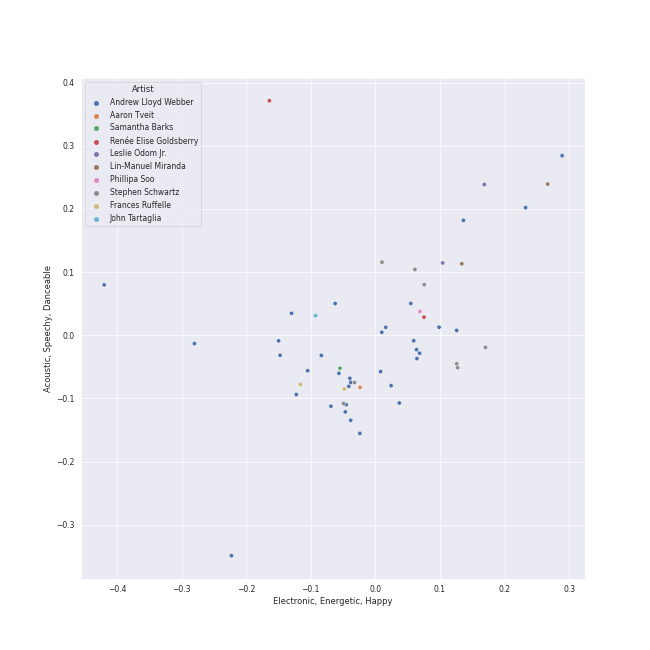 Artist
Andrew Lloyd Webber
Aaron Tveit
Samantha Barks
Renée Elise Goldsberry
Leslie Odom Jr.
Lin-Manuel Miranda
Phillipa Soo
Stephen Schwartz
Frances Ruffelle
John Tartaglia
0.4
0.3
0.2
0.1
0.0
−0.1
−0.2
−0.3
Acoustic, Speechy, Danceable
−0.4 −0.3 −0.2 −0.1 0.0 0.1 0.2 0.3
Electronic, Energetic, Happy